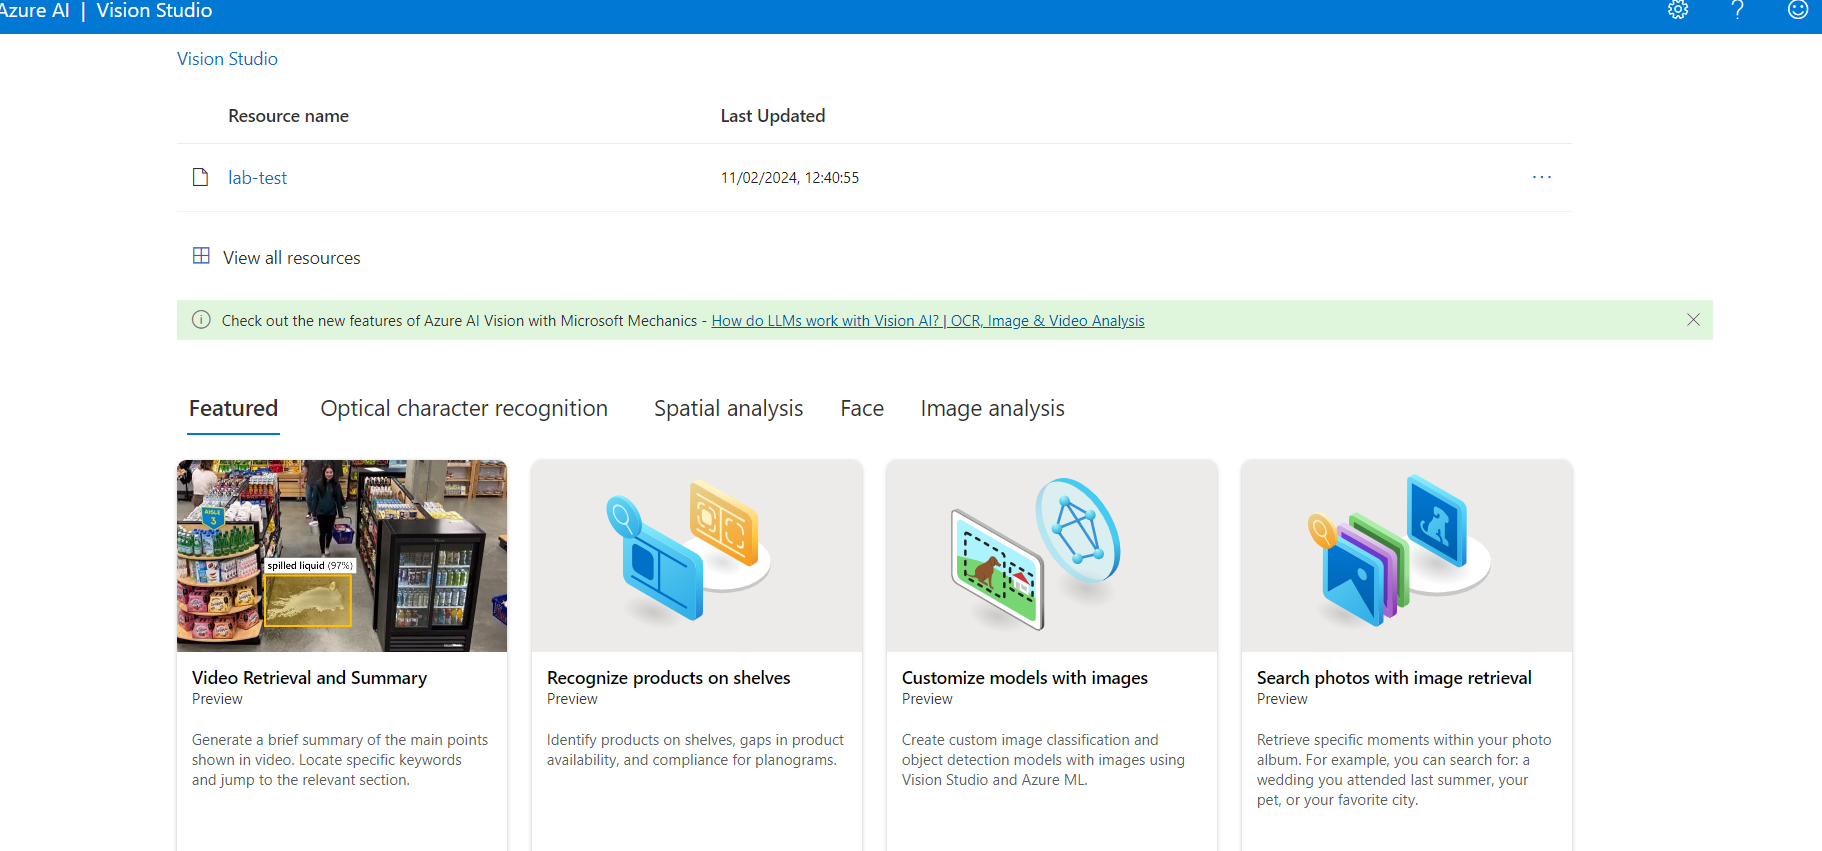 Azure AI | Vision Studio
Vision Studio
Resource name Last Updated
lab-test 11/02/2024, 12:40:55 ...
View all resources
Check out the new features of Azure AI Vision with Microsoft Mechanics - How do LLMs work with Vision AI? | OCR, Image & Video Analysis
Featured Optical character recognition Spatial analysis Face Image analysis
AISLE
3
spilled liquid (97%)
Video Retrieval and Summary
Preview
Generate a brief summary of the main points
shown in video. Locate specific keywords
and jump to the relevant section.
Recognize products on shelves
Preview
Identify products on shelves, gaps in product
availability, and compliance for planograms.
Customize models with images
Preview
Create custom image classification and
object detection models with images using
Vision Studio and Azure ML.
Search photos with image retrieval
Preview
Retrieve specific moments within your photo
album. For example, you can search for: a
wedding you attended last summer, your
pet, or your favorite city.